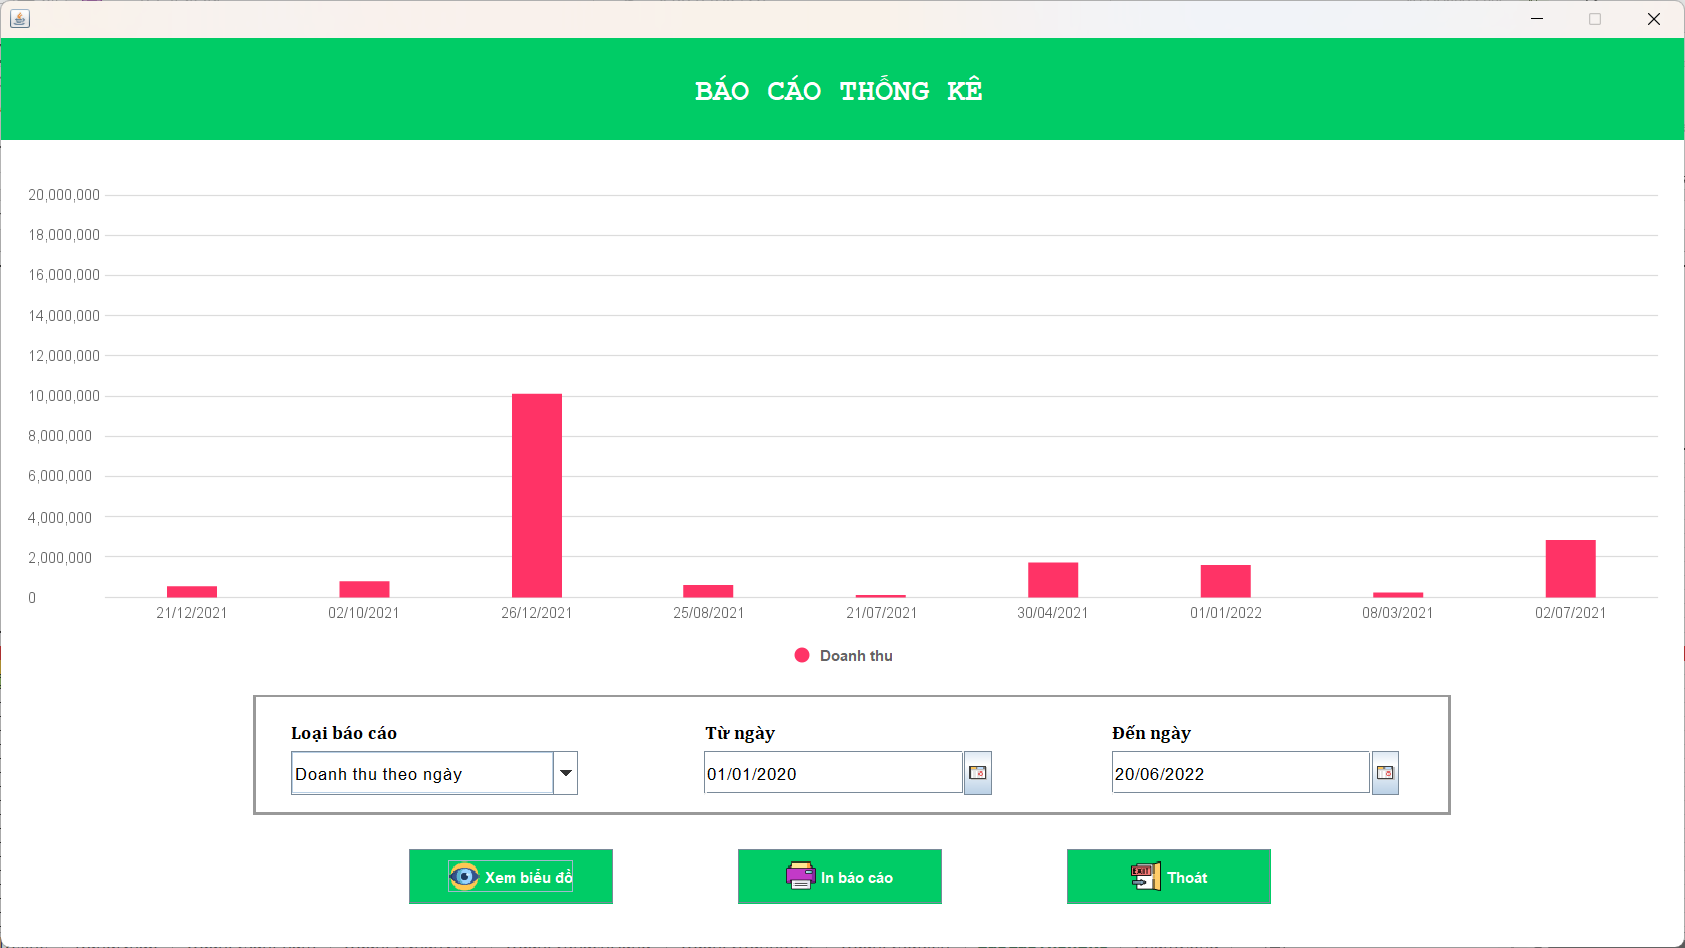 BÁO CÁO THỐNG KÊ
20,000,000
18,000,000
16,000,000
14,000,000
12,000,000
10,000,000
8,000,000
6,000,000
4,000,000
2,000,000
0
21/12/2021 02/10/2021 26/12/2021 25/08/2021 21/07/2021 30/04/2021 01/01/2022 08/03/2021 02/07/2021
Doanh thu
Loại báo cáo Từ ngày Đến ngày
Doanh thu theo ngày 01/01/2020 20/06/2022
Xem biểu đồ EXIT In báo cáo Thoát